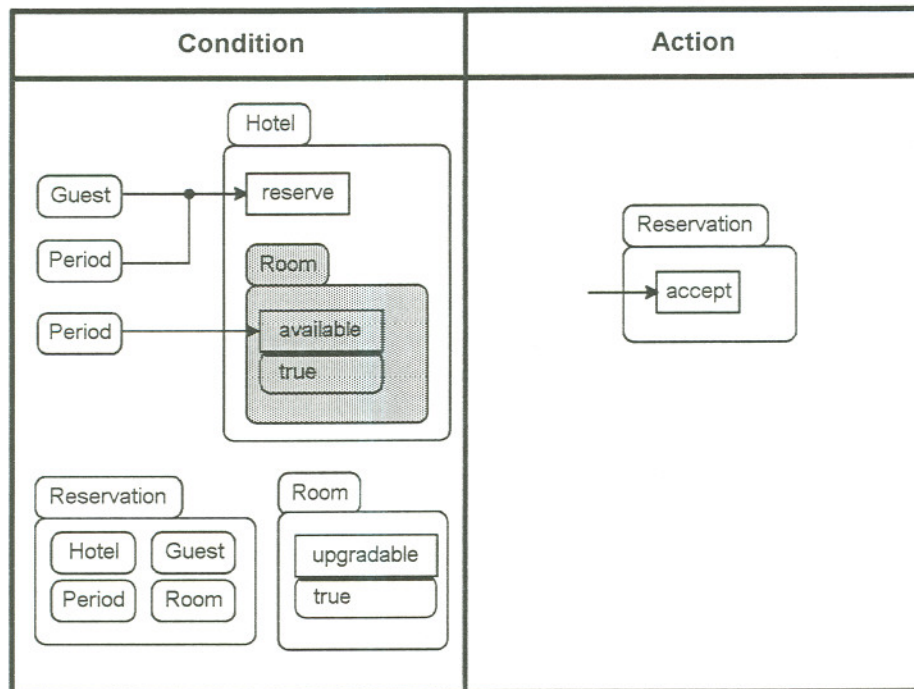 Condition
Action
Hotel
Guest
reserve
Period
Room
Period
available
true
Reservation
accept
Reservation
Hotel
Guest
Period
Room
Room
upgradable
true